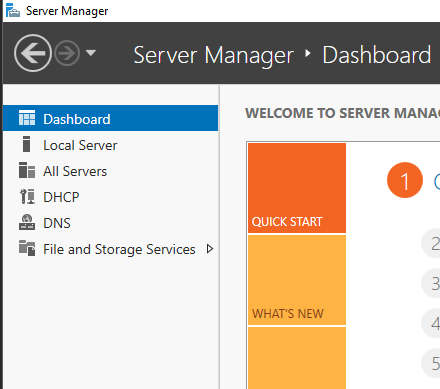 Server Manager
Server Manager • Dashboard
Dashboard
Local Server
All Servers
DHCP
DNS
File and Storage Services
WELCOME TO SERVER MANA
QUICK START
WHAT'S NEW
1
2
3
4
5